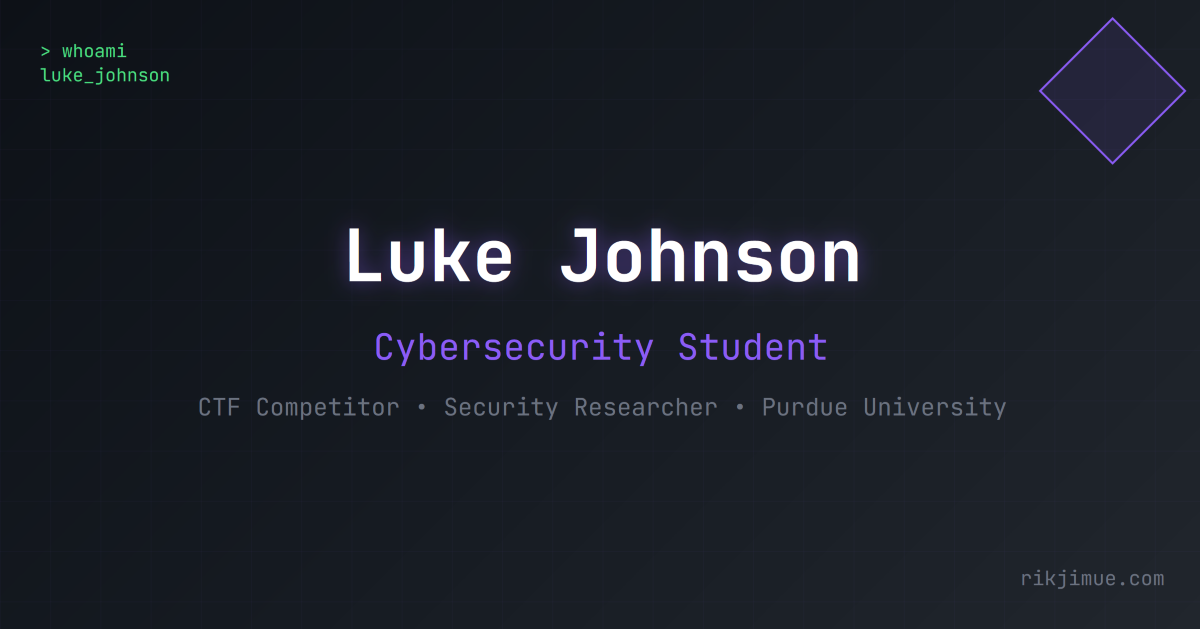 > whoami
luke_johnson
Luke Johnson
Cybersecurity Student
CTF Competitor • Security Researcher • Purdue University
rikjimue.com